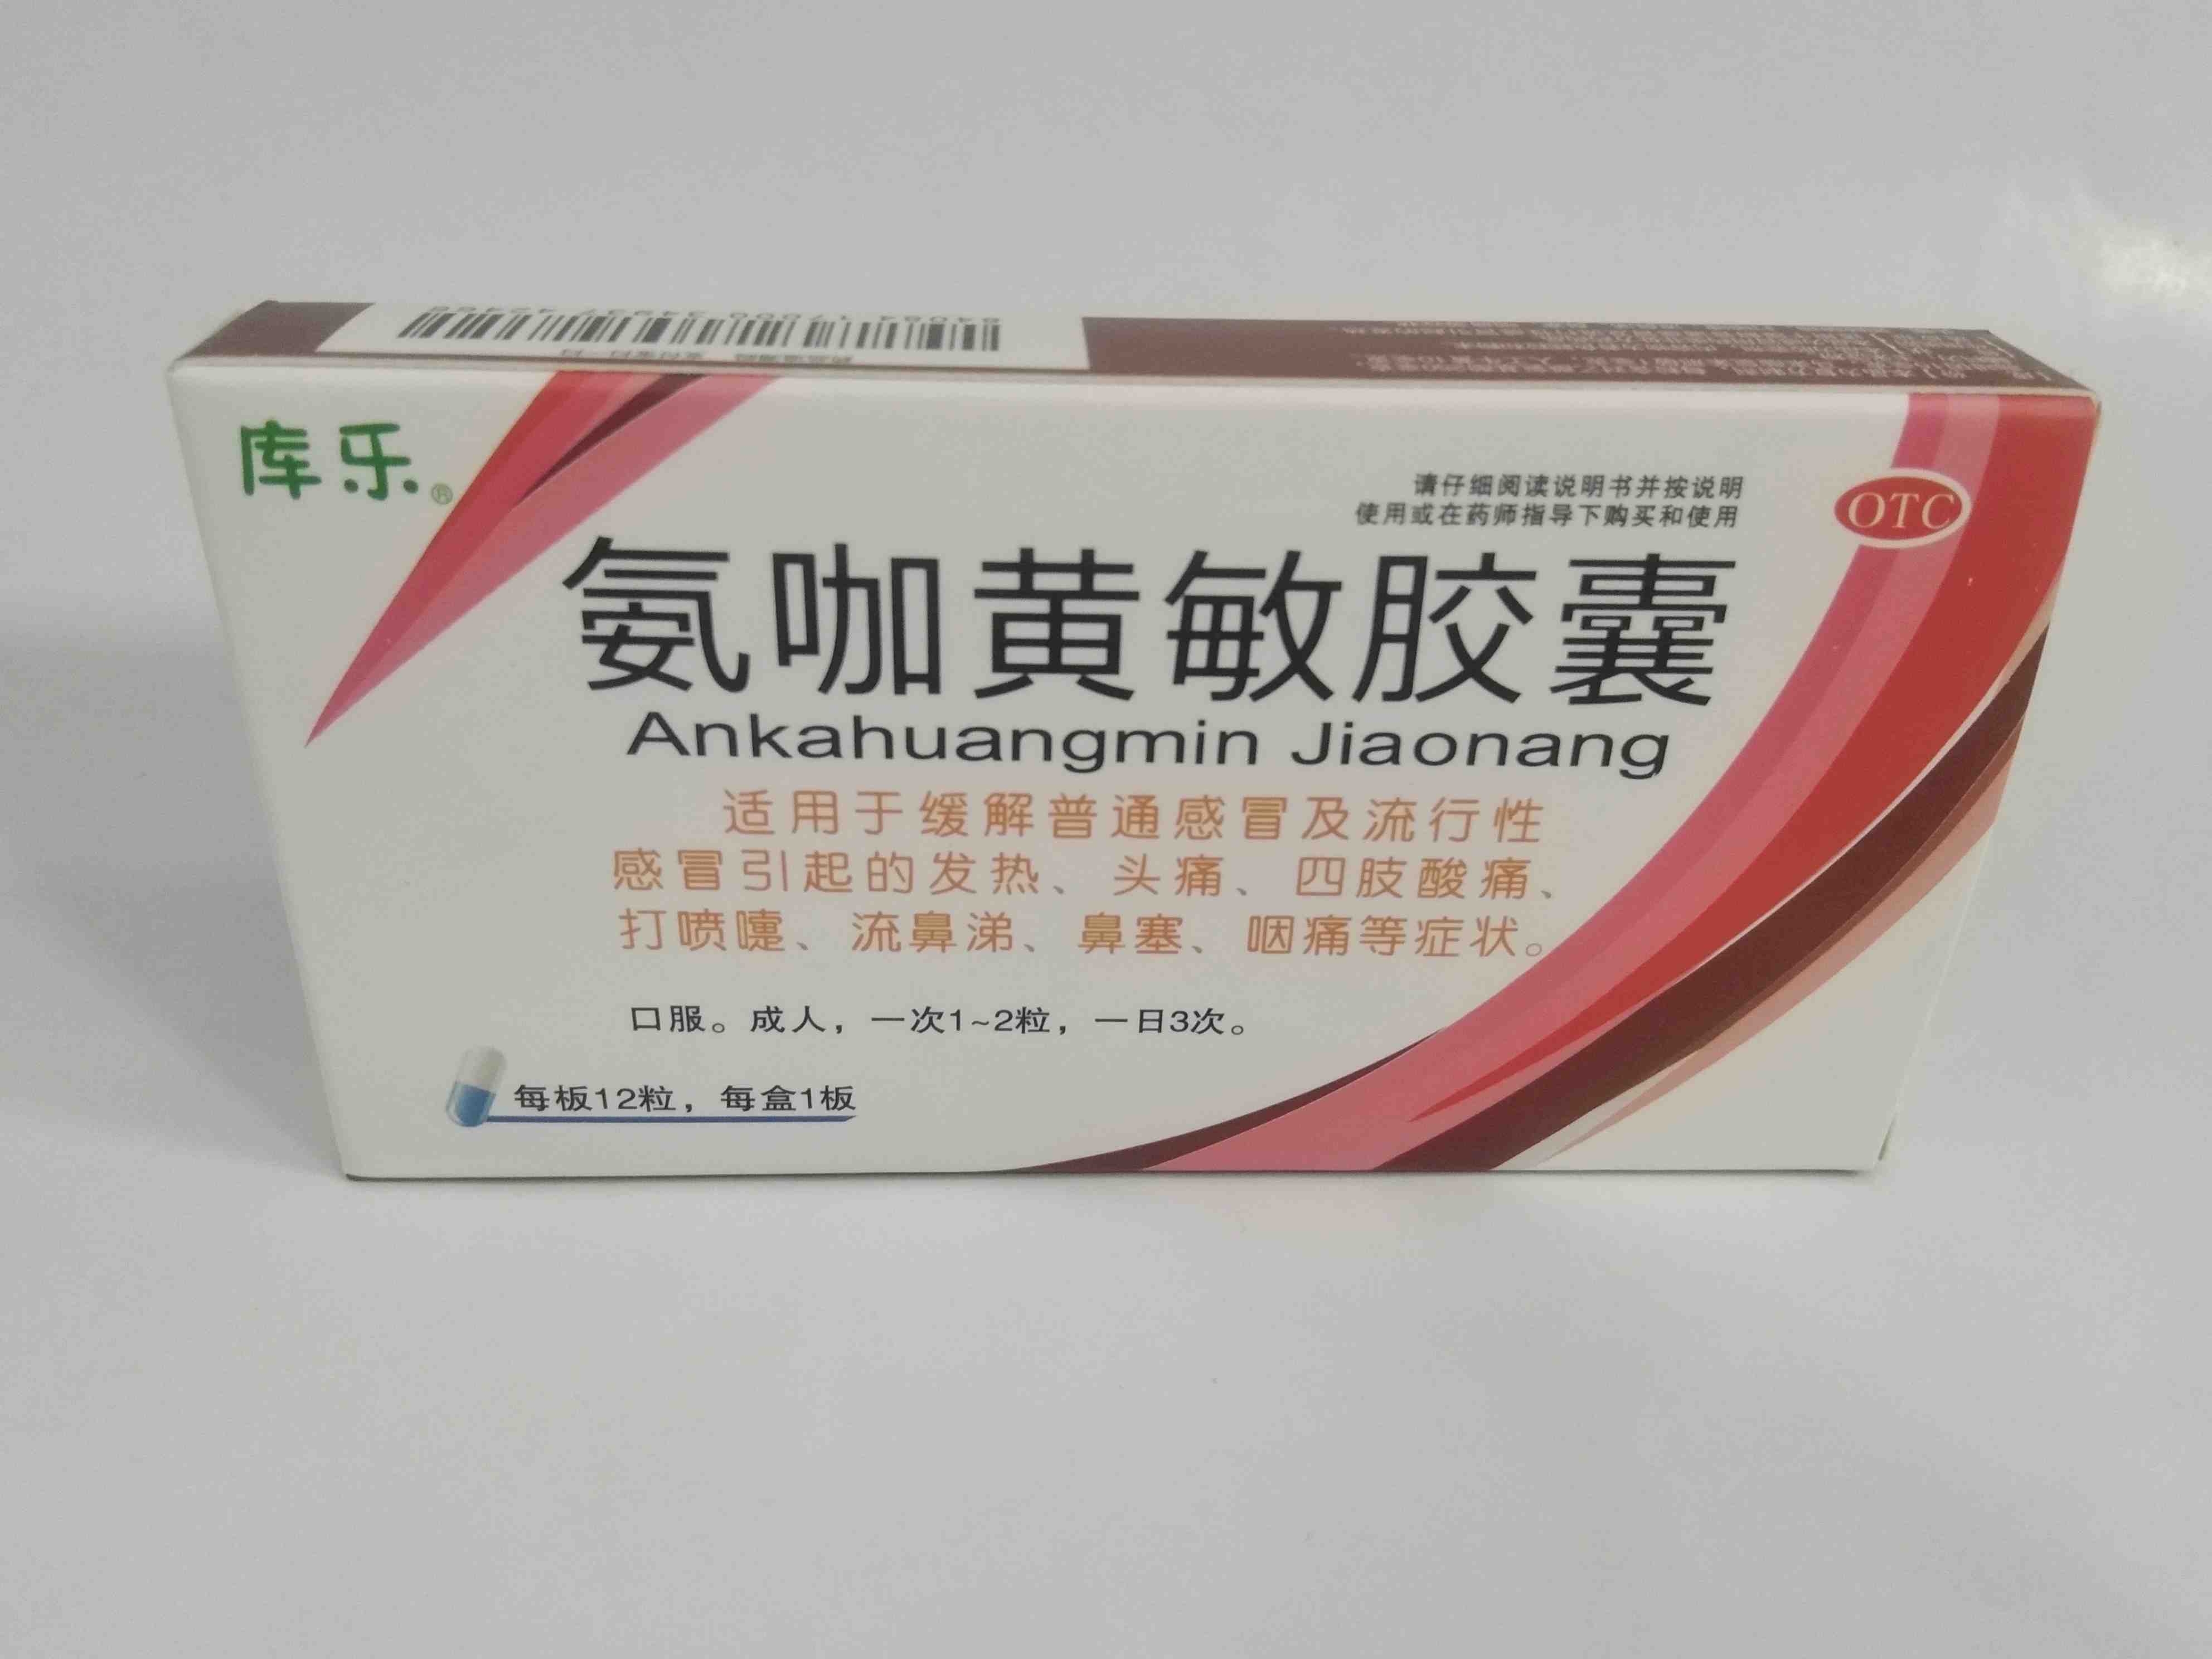 库乐®
请仔细阅读说明书并按说明
使用或在药师指导下购买和使用
OTC
氨咖黄敏胶囊
Ankahuangmin Jiaonang
适用于缓解普通感冒及流行性
感冒引起的发热、头痛、四肢酸痛、
打喷嚏、流鼻涕、鼻塞、咽痛等症状。
口服。成人，一次1~2粒，一日3次。
每板12粒，每盒1板